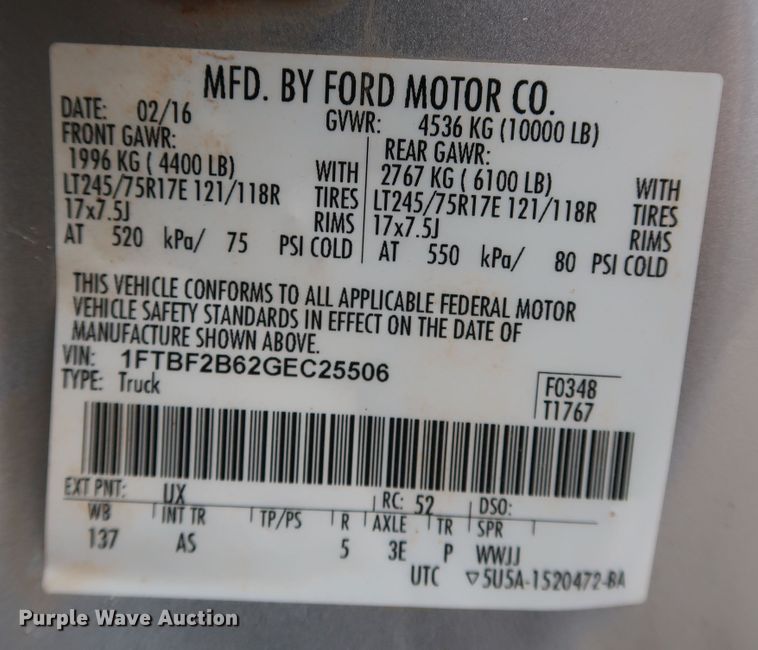 MFD. BY FORD MOTOR CO.
DATE: 02/16 GVWR: 4536 KG (10000 LB)
FRONT GAWR: REAR GAWR:
1996 KG ( 4400 LB) WITH 2767 KG ( 6100 LB) WITH
LT245/75R17E 121/118R TIRES LT245/75R17E 121/118R TIRES
17x7.5J RIMS 17x7.5J RIMS
AT 520 kPa/ 75 PSI COLD AT 550 kPa/ 80 PSI COLD
THIS VEHICLE CONFORMS TO ALL APPLICABLE FEDERAL MOTOR
VEHICLE SAFETY STANDARDS IN EFFECT ON THE DATE OF
MANUFACTURE SHOWN ABOVE.
VIN: 1FTBF2B62GEC25506
TYPE: Truck
F0348
T1767
EXT PNT: UX RC: 52 DSO:
WB INT TR TP/PS R AXLE TR SPR
137 AS 5 3E P WWJJ
UTC ▽5U5A-1520472-BA
Purple Wave Auction